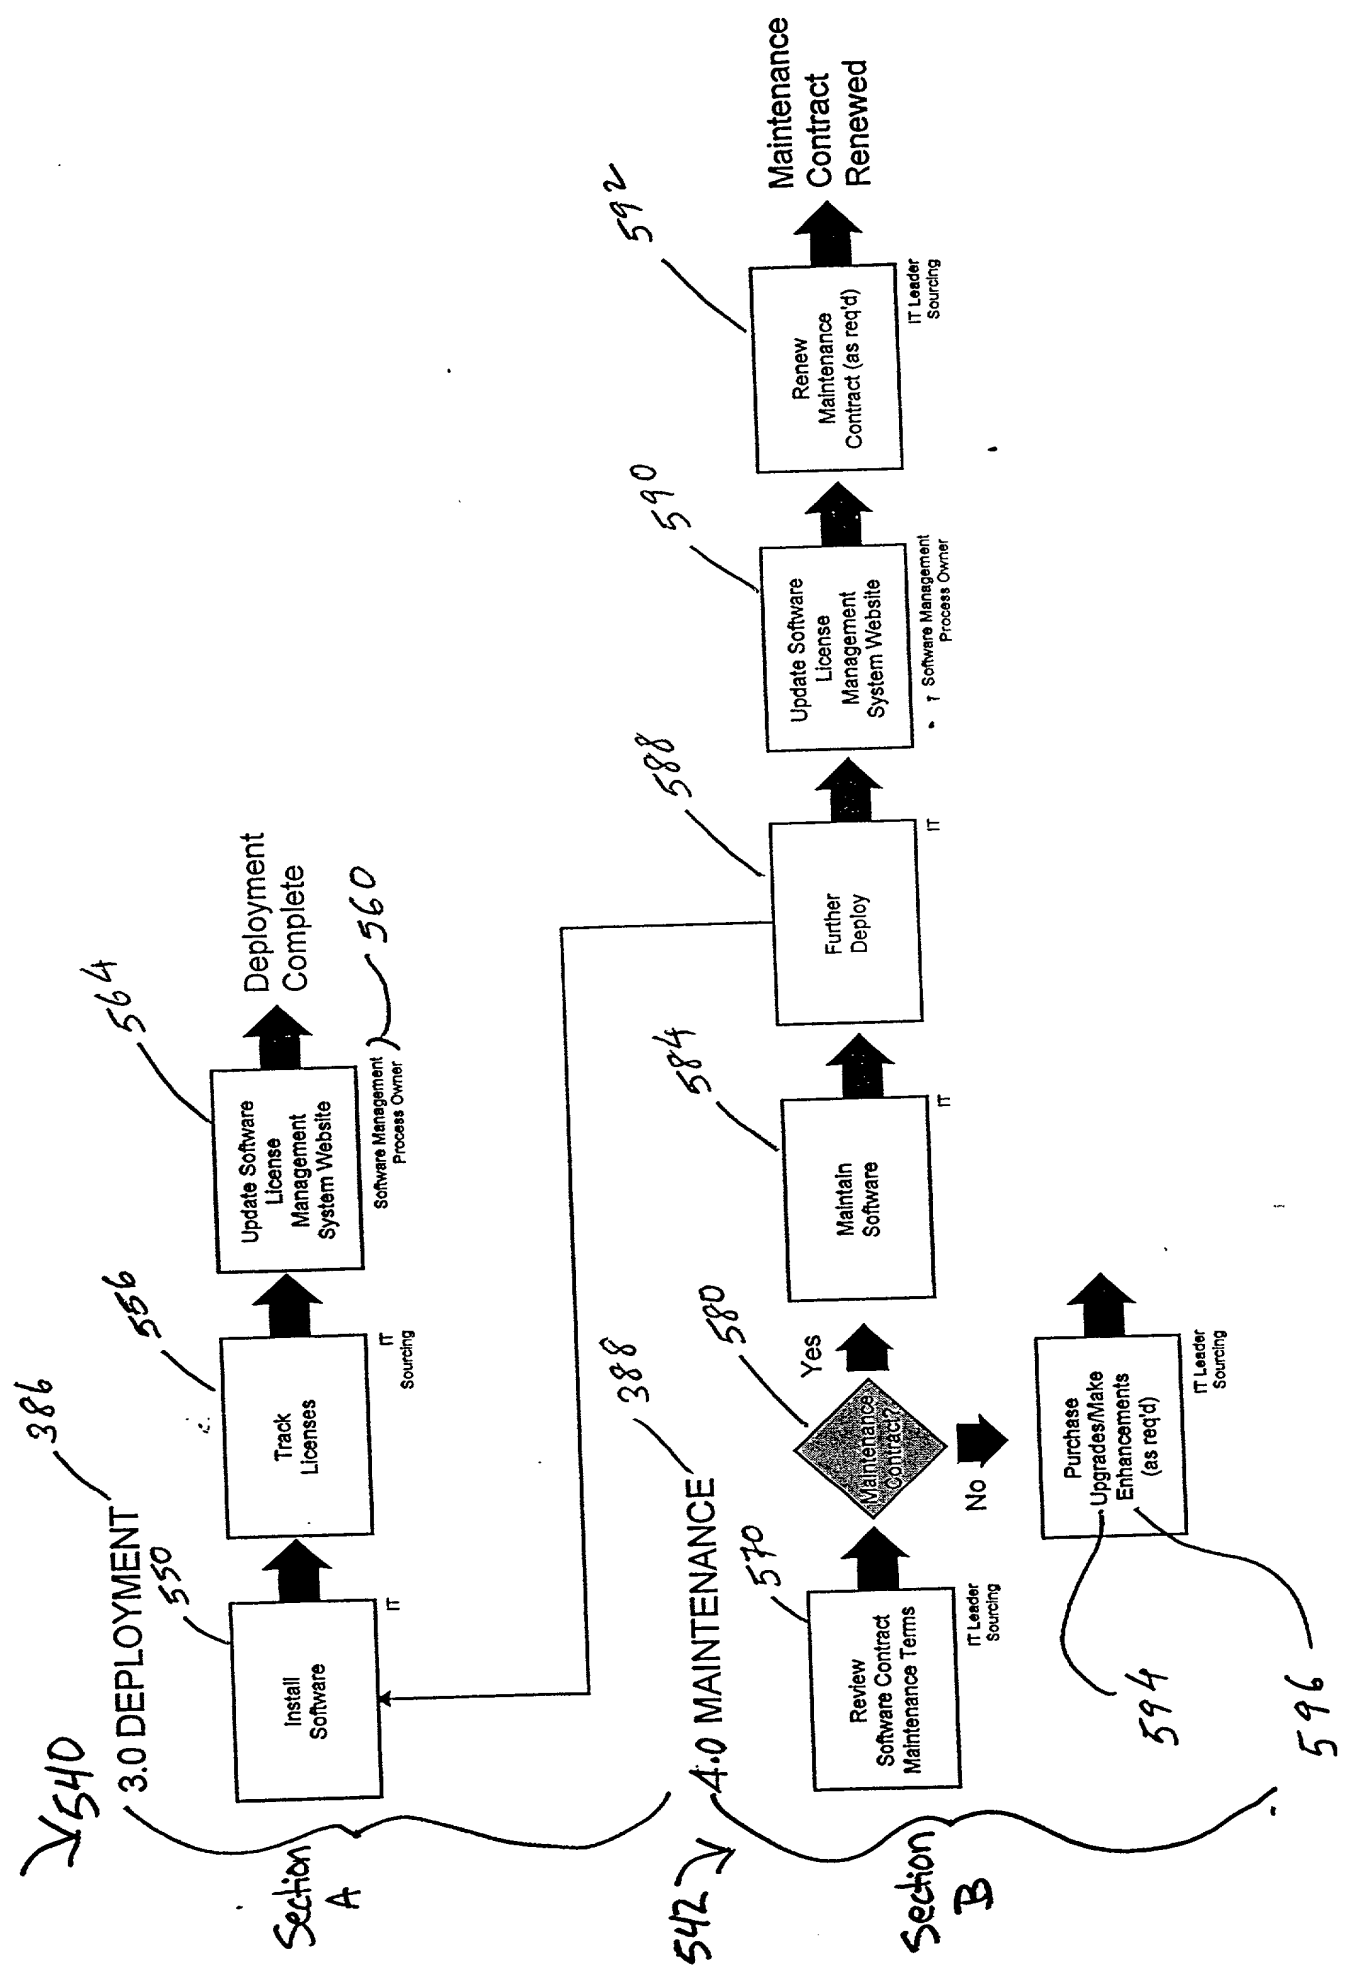 540
3.0 DEPLOYMENT
386
Section
A
550
Install
Software
IT
556
Track
Licenses
IT
Sourcing
564
Update Software
License
Management
System Website
Software Management
Process Owner
560
Deployment
Complete
542
4.0 MAINTENANCE
388
Section
B
570
Review
Software Contract
Maintenance Terms
IT Leader
Sourcing
580
Maintenance
Contract?
Yes
No
584
Maintain
Software
IT
588
Further
Deploy
IT
590
Update Software
License
Management
System Website
Software Management
Process Owner
592
Renew
Maintenance
Contract (as req'd)
IT Leader
Sourcing
Maintenance
Contract
Renewed
Purchase
Upgrades/Make
Enhancements
(as req'd)
IT Leader
Sourcing
594
596